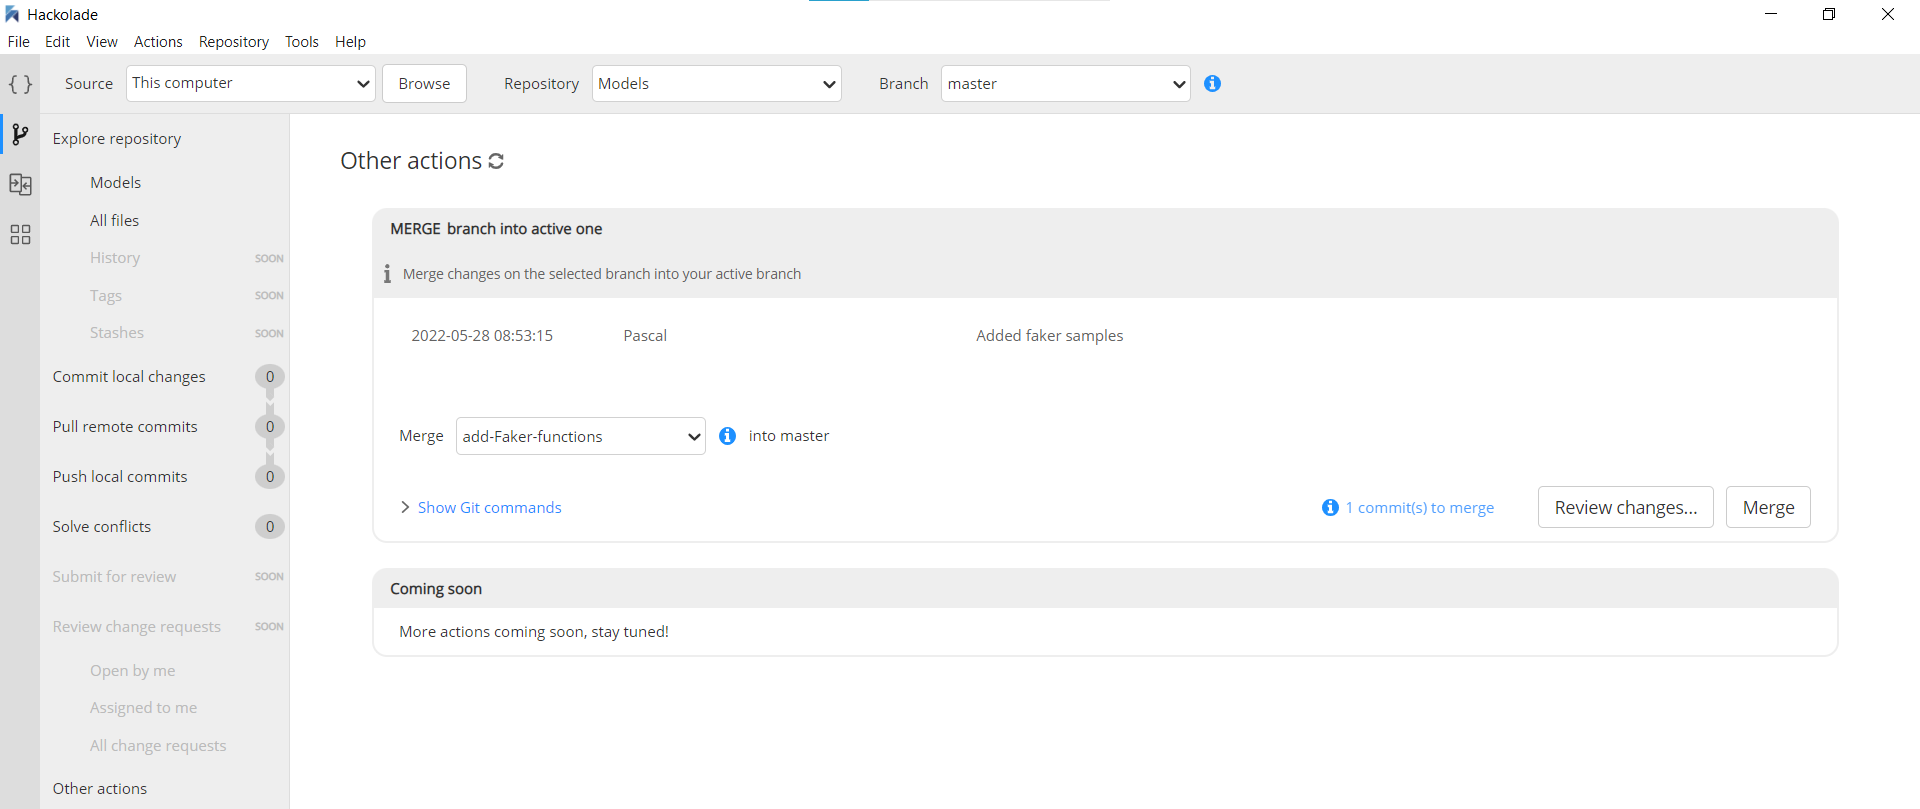 Hackolade
File Edit View Actions Repository Tools Help
Source This computer Browse Repository Models Branch master
Explore repository
Models
All files
History SOON
Tags SOON
Stashes SOON
Commit local changes 0
Pull remote commits 0
Push local commits 0
Solve conflicts 0
Submit for review SOON
Review change requests SOON
Open by me
Assigned to me
All change requests
Other actions
Other actions
MERGE branch into active one
Merge changes on the selected branch into your active branch
2022-05-28 08:53:15 Pascal Added faker samples
Merge add-Faker-functions into master
Show Git commands 1 commit(s) to merge Review changes... Merge
Coming soon
More actions coming soon, stay tuned!